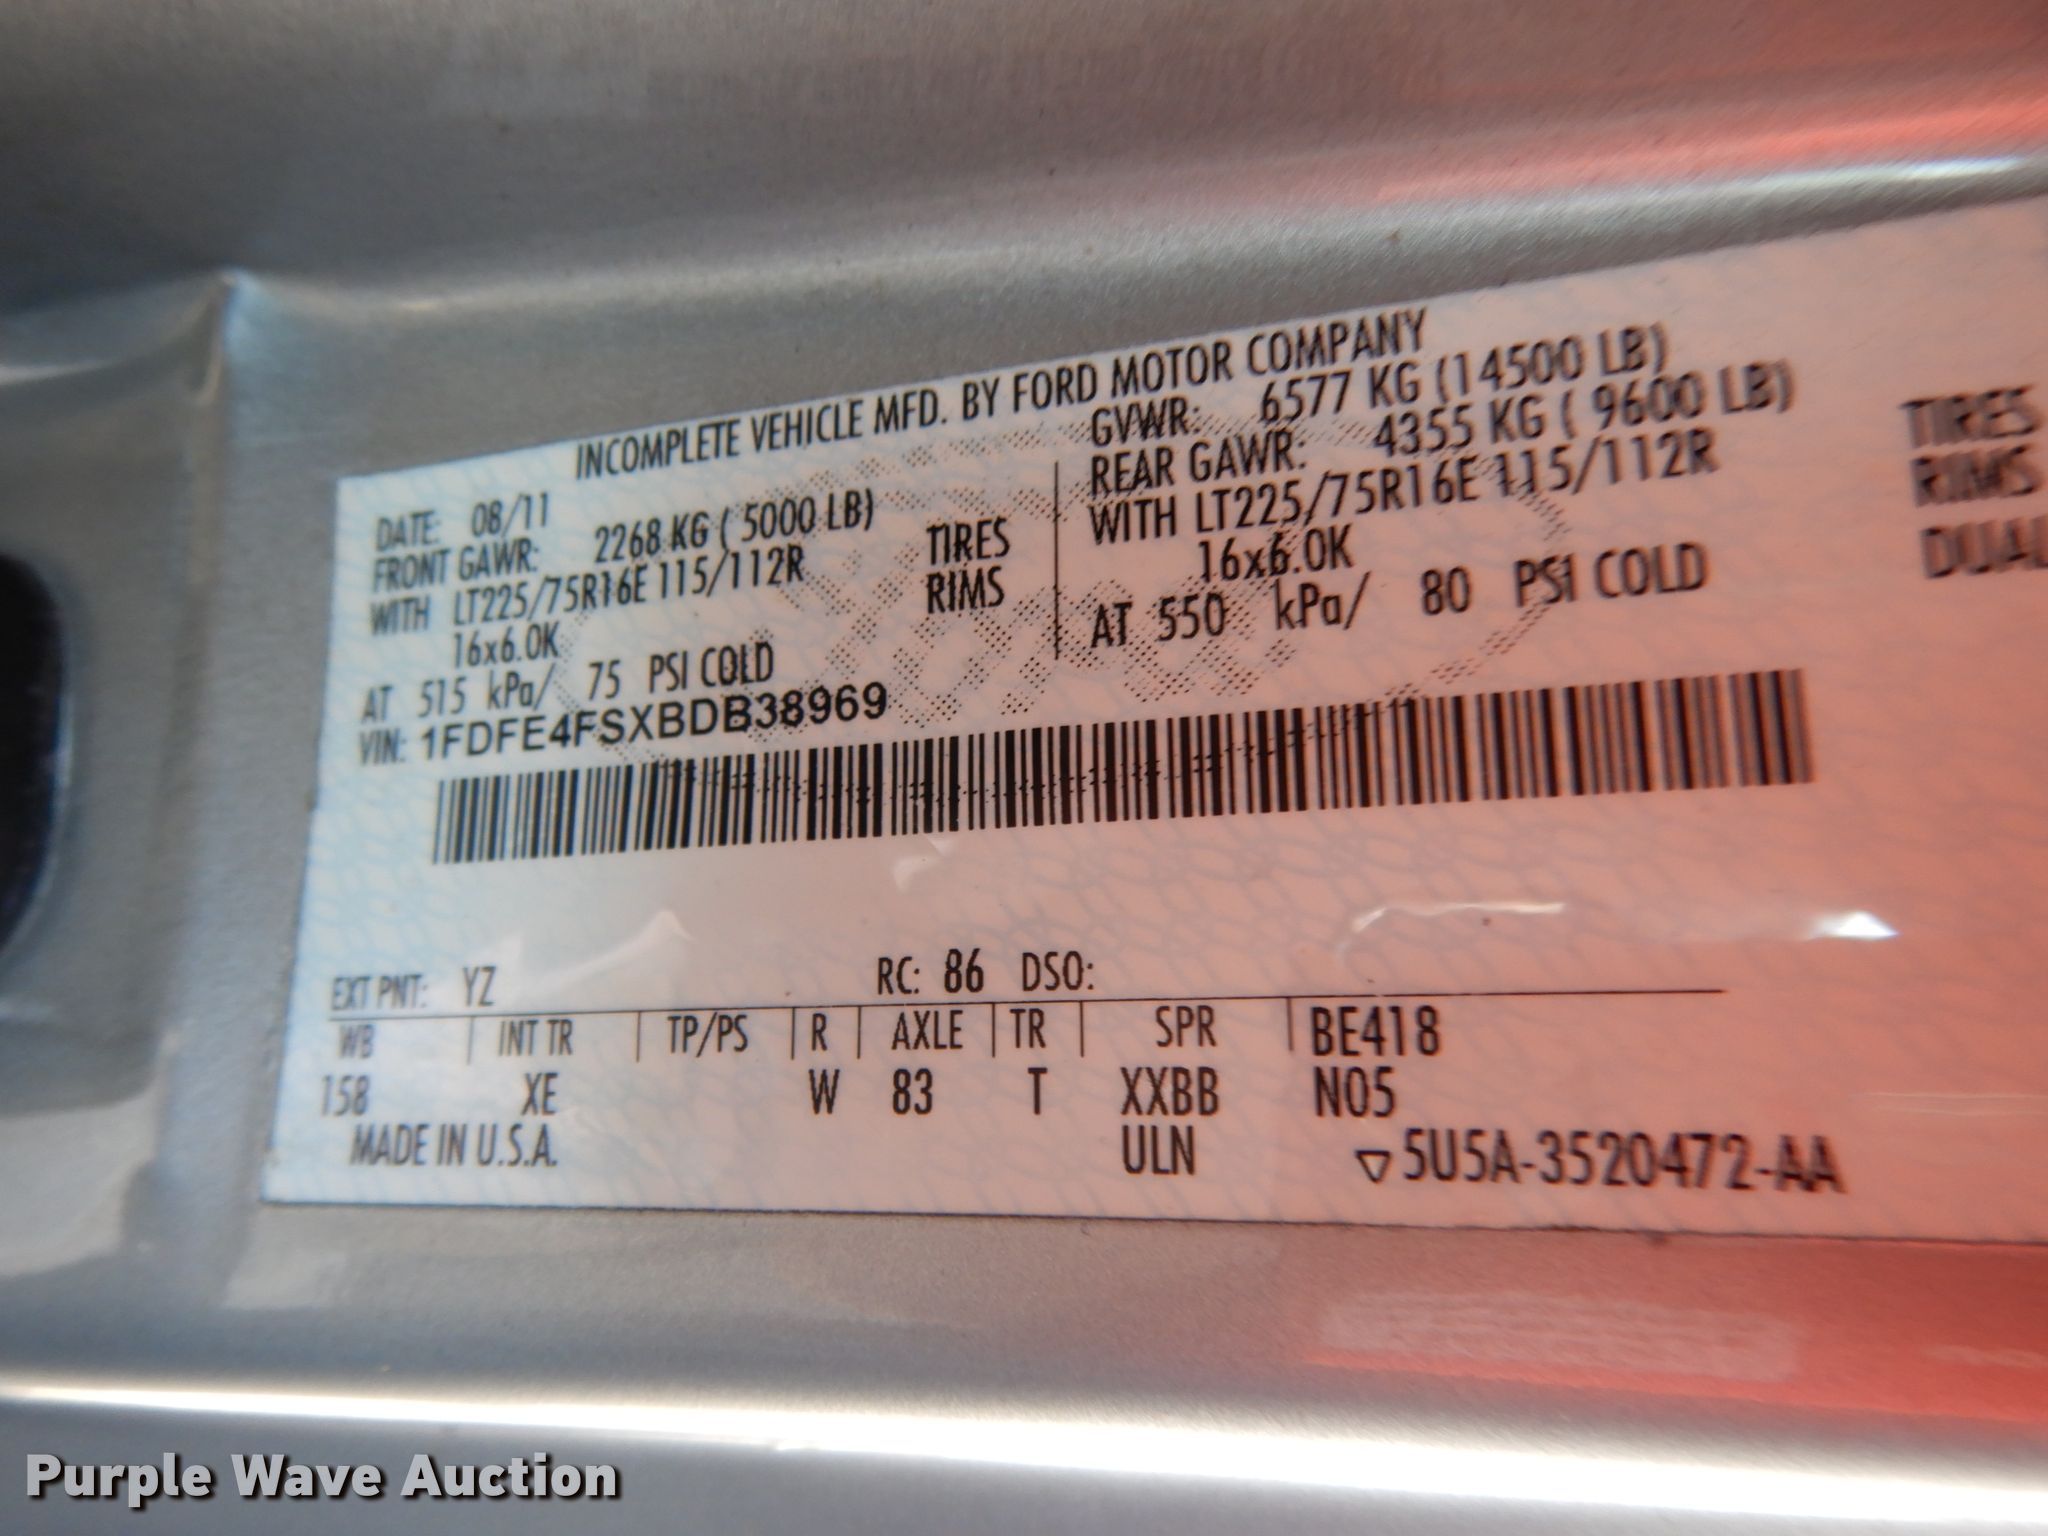 INCOMPLETE VEHICLE MFD. BY FORD MOTOR COMPANY
DATE: 08/11
FRONT GAWR: 2268 KG ( 5000 LB)
WITH LT225/75R16E 115/112R TIRES
16x6.0K RIMS
AT 515 kPa/ 75 PSI COLD
GVWR: 6577 KG (14500 LB)
REAR GAWR: 4355 KG ( 9600 LB)
WITH LT225/75R16E 115/112R TIRES
16x6.0K RIMS
AT 550 kPa/ 80 PSI COLD DUAL
VIN: 1FDFE4FSXBDB38969
EXT PNT: YZ RC: 86 DSO:
WB INT TR TP/PS R AXLE TR SPR BE418
158 XE W 83 T XXBB N05
MADE IN U.S.A. ULN ▽5U5A-3520472-AA
Purple Wave Auction